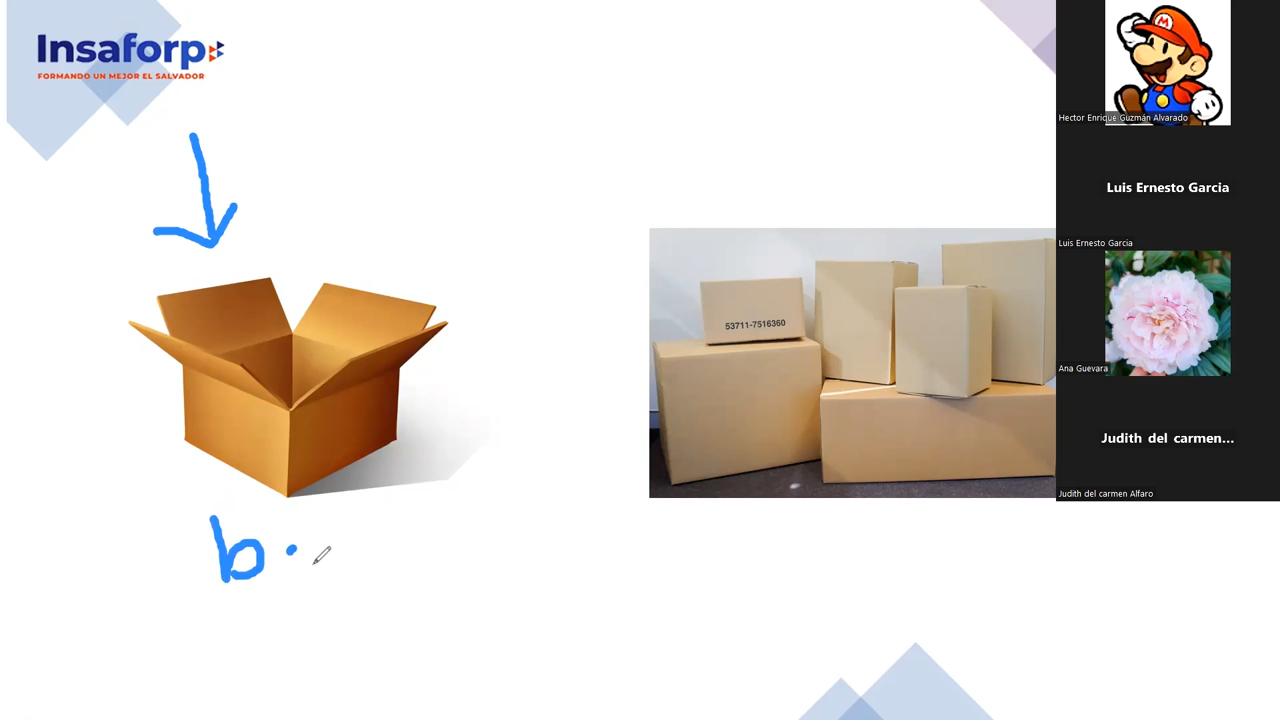 Insaforp
FORMANDO UN MEJOR EL SALVADOR
53711-7516360
b
Hector Enrique Guzmán Alvarado
Luis Ernesto Garcia
Luis Ernesto Garcia
Ana Guevara
Judith del carmen...
Judith del carmen Alfaro